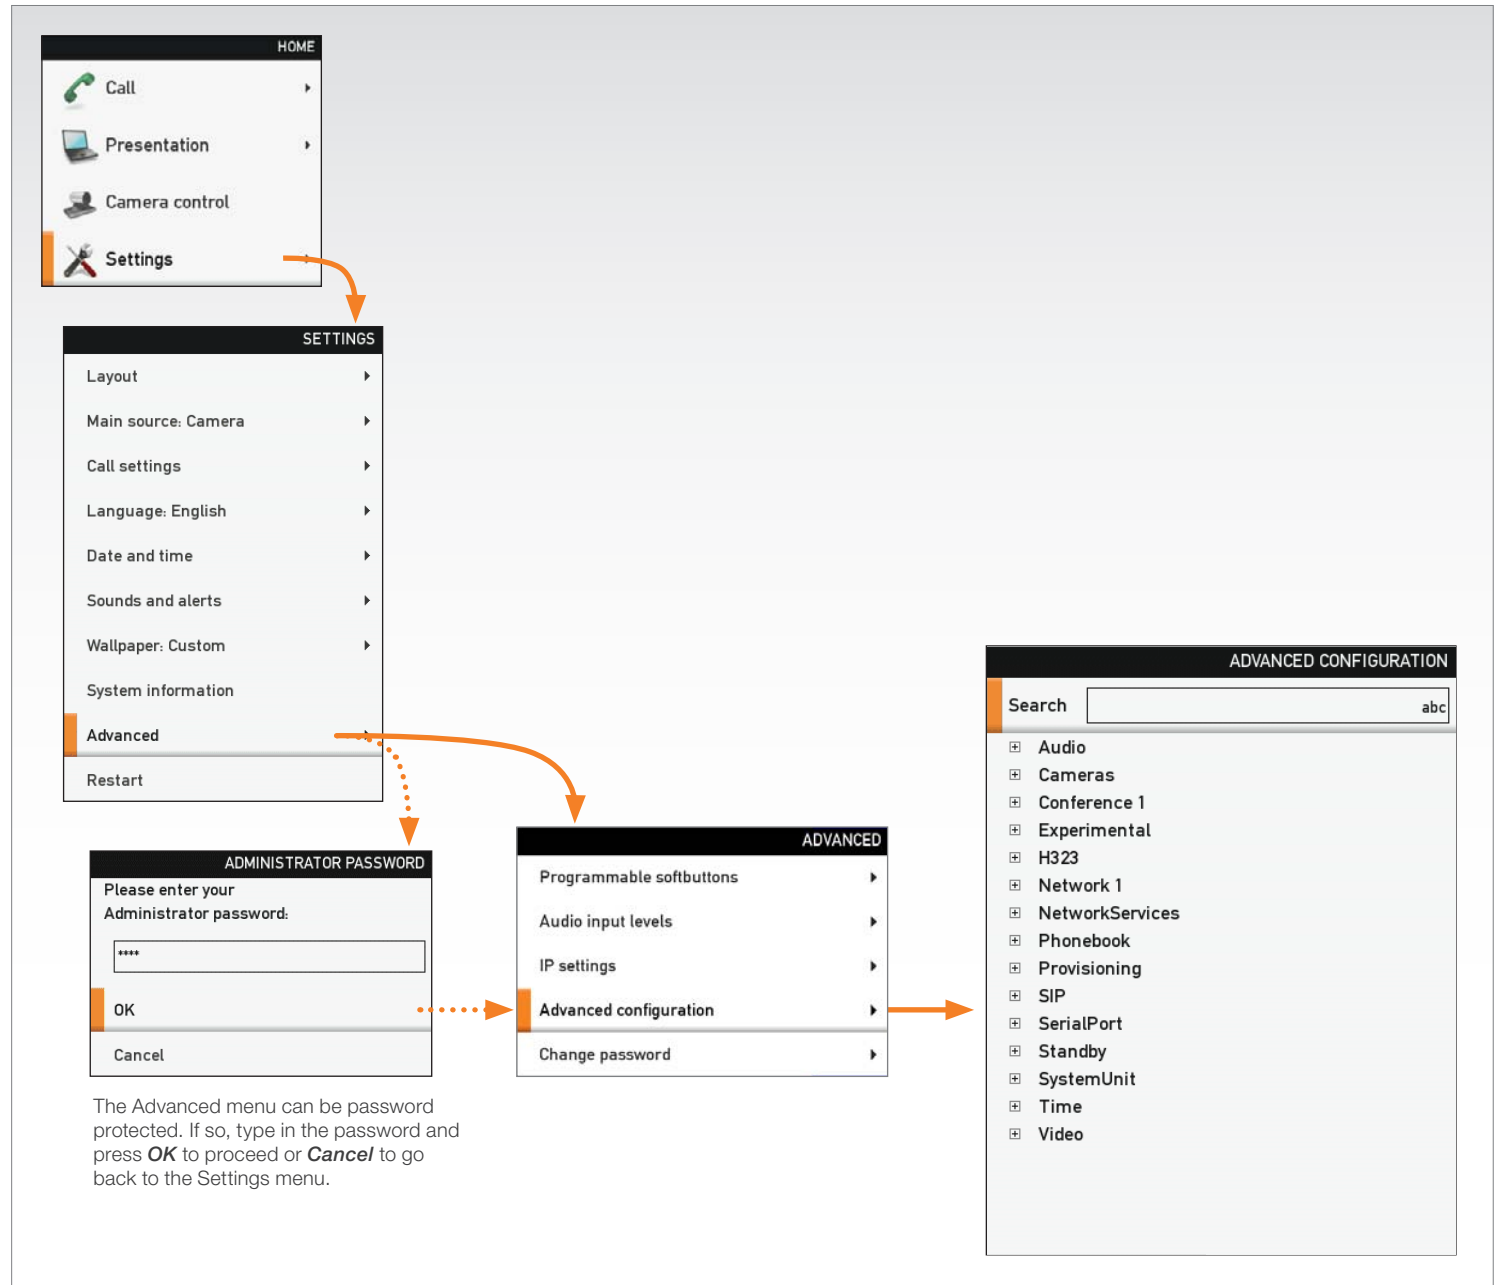 HOME
Call
Presentation
Camera control
Settings
SETTINGS
Layout
Main source: Camera
Call settings
Language: English
Date and time
Sounds and alerts
Wallpaper: Custom
System information
Advanced
Restart
ADMINISTRATOR PASSWORD
Please enter your
Administrator password:
****
OK
Cancel
The Advanced menu can be password
protected. If so, type in the password and
press OK to proceed or Cancel to go
back to the Settings menu.
ADVANCED
Programmable softbuttons
Audio input levels
IP settings
Advanced configuration
Change password
ADVANCED CONFIGURATION
Search
abc
Audio
Cameras
Conference 1
Experimental
H323
Network 1
NetworkServices
Phonebook
Provisioning
SIP
SerialPort
Standby
SystemUnit
Time
Video